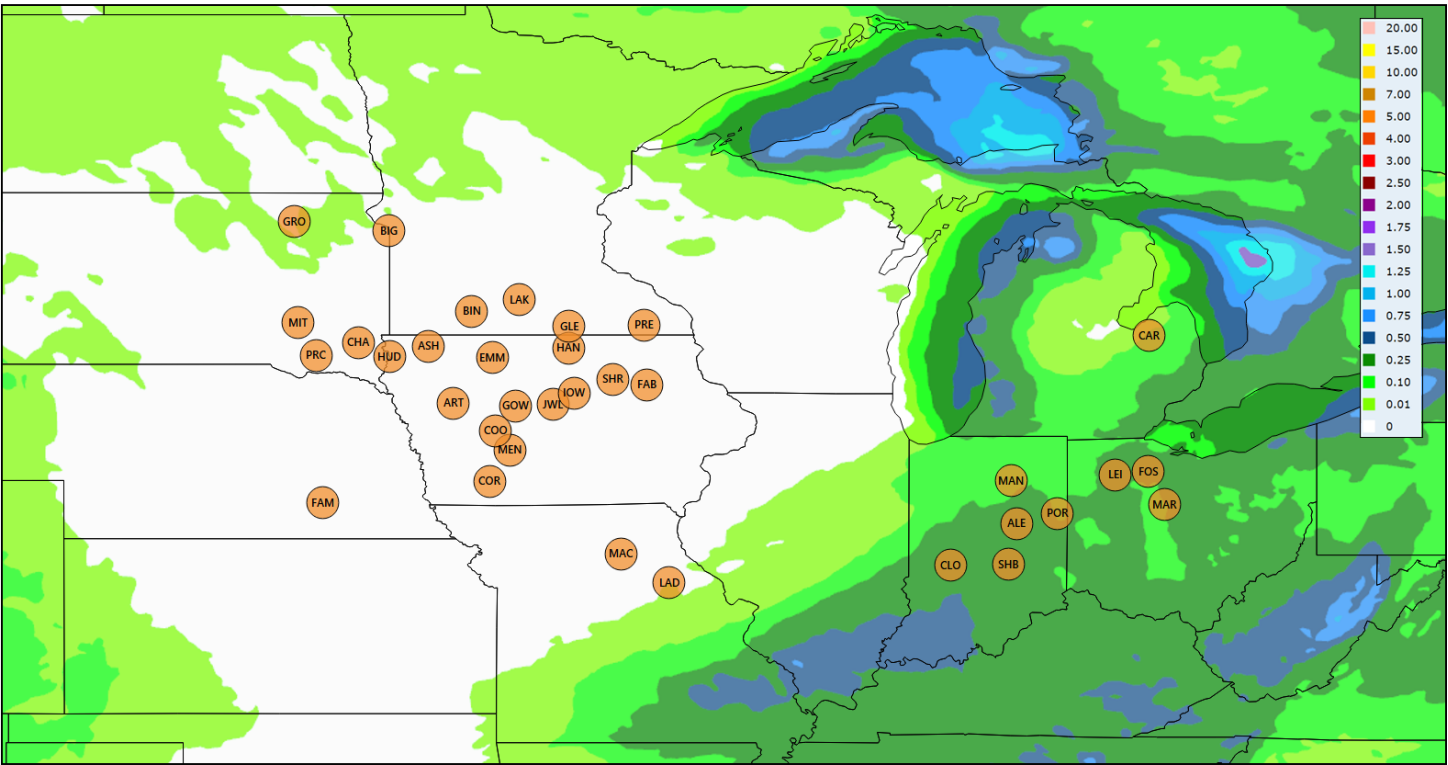 20.00
15.00
10.00
7.00
5.00
4.00
3.00
2.50
2.00
1.75
1.50
1.25
1.00
0.75
0.50
0.25
0.10
0.01
0
GRO
BIG
LAK
BIN
MIT
GLE
PRE
CAR
CHA
ASH
HAN
PRC
HUD
EMM
SHR
FAB
IOW
ART
GOW
JWL
COO
MEN
COR
MAN
LEI
FOS
FAM
MAR
POR
ALE
MAC
CLO
SHB
LAD